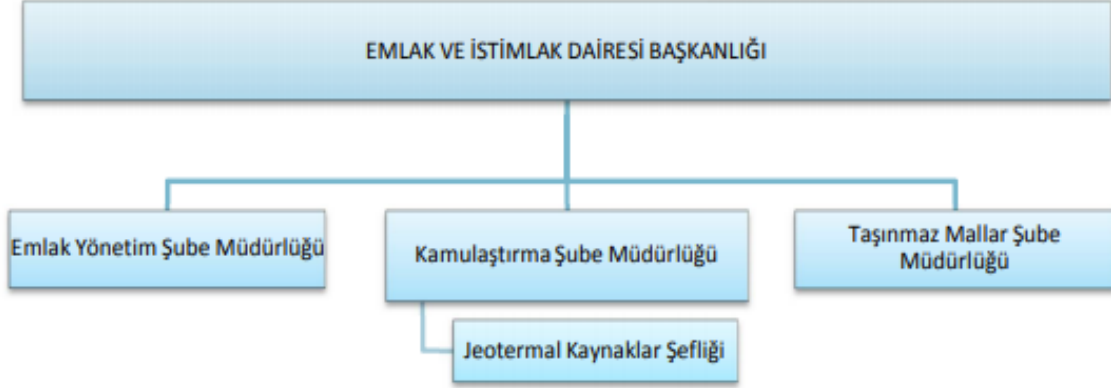 EMLAK VE İSTİMLAK DAİRESİ BAŞKANLIĞI
Emlak Yönetim Şube Müdürlüğü
Kamulaştırma Şube Müdürlüğü
Taşınmaz Mallar Şube
Müdürlüğü
Jeotermal Kaynaklar Şefliği